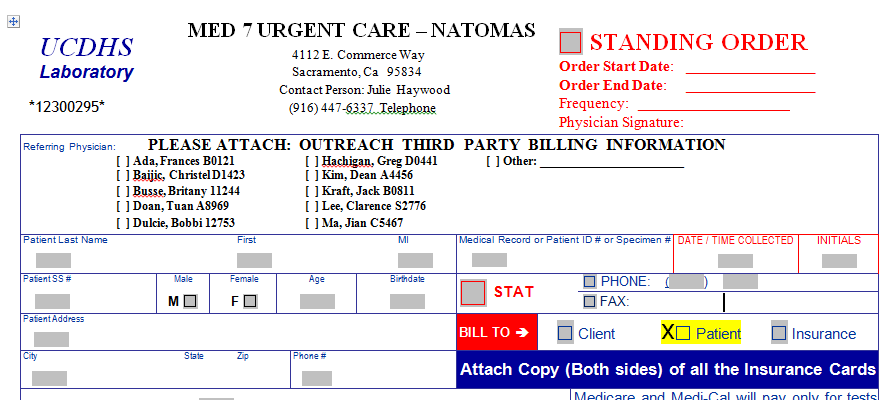 UCDHS
Laboratory
*12300295*
MED 7 URGENT CARE – NATOMAS
4112 E. Commerce Way
Sacramento, Ca 95834
Contact Person: Julie Haywood
(916) 447-6337 Telephone
STANDING ORDER
Order Start Date:
Order End Date:
Frequency:
Physician Signature:
Referring Physician: PLEASE ATTACH: OUTREACH THIRD PARTY BILLING INFORMATION
[ ] Ada, Frances B0121 [ ] Hachigan, Greg D0441 [ ] Other:
[ ] Baijic, Christel D1423 [ ] Kim, Dean A4456
[ ] Busse, Britany 11244 [ ] Kraft, Jack B0811
[ ] Doan, Tuan A8969 [ ] Lee, Clarence S2776
[ ] Dulcie, Bobbi 12753 [ ] Ma, Jian C5467
Patient Last Name First MI Medical Record or Patient ID # or Specimen # DATE / TIME COLLECTED INITIALS
Patient SS # Male Female Age Birthdate
M F
STAT
PHONE: ( )
FAX:
Patient Address
BILL TO ➔ Client X Patient Insurance
City State Zip Phone #
Attach Copy (Both sides) of all the Insurance Cards
Medicare and Medi-Cal will pay only for tests